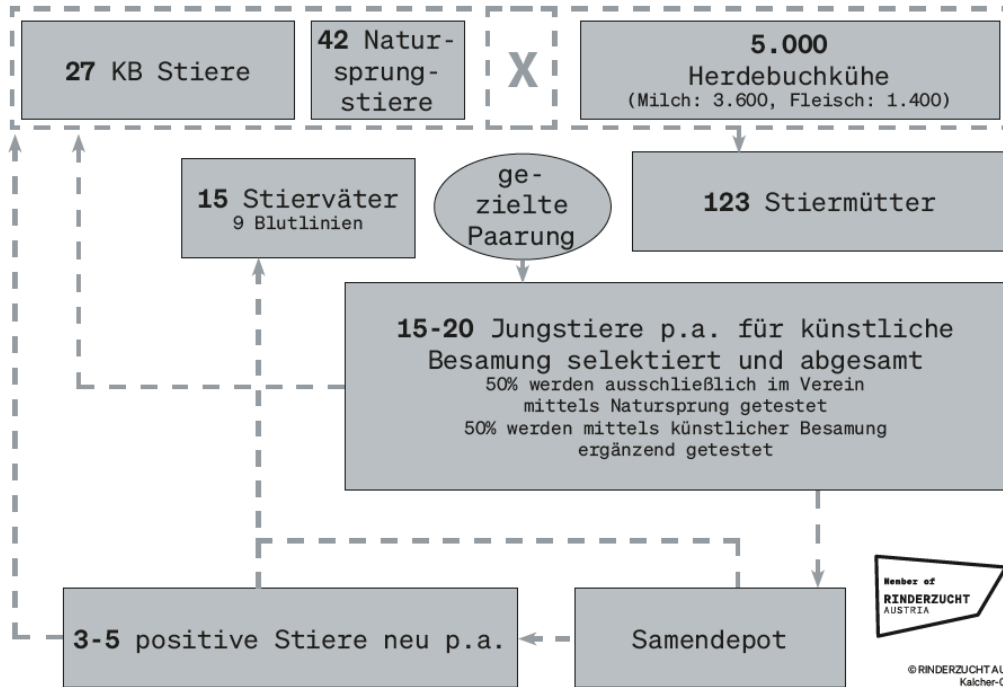 27 KB Stiere
42 Natur-
sprung-
stiere
X
5.000
Herdebuchkühe
(Milch: 3.600, Fleisch: 1.400)
15 Stierväter
9 Blutlinien
ge-
zielte
Paarung
123 Stiermütter
15-20 Jungstiere p.a. für künstliche
Besamung selektiert und abgesamt
50% werden ausschließlich im Verein
mittels Natursprung getestet
50% werden mittels künstlicher Besamung
ergänzend getestet
3-5 positive Stiere neu p.a.
Samendepot
Member of
RINDERZUCHT
AUSTRIA
© RINDERZUCHT AU
Kalcher-